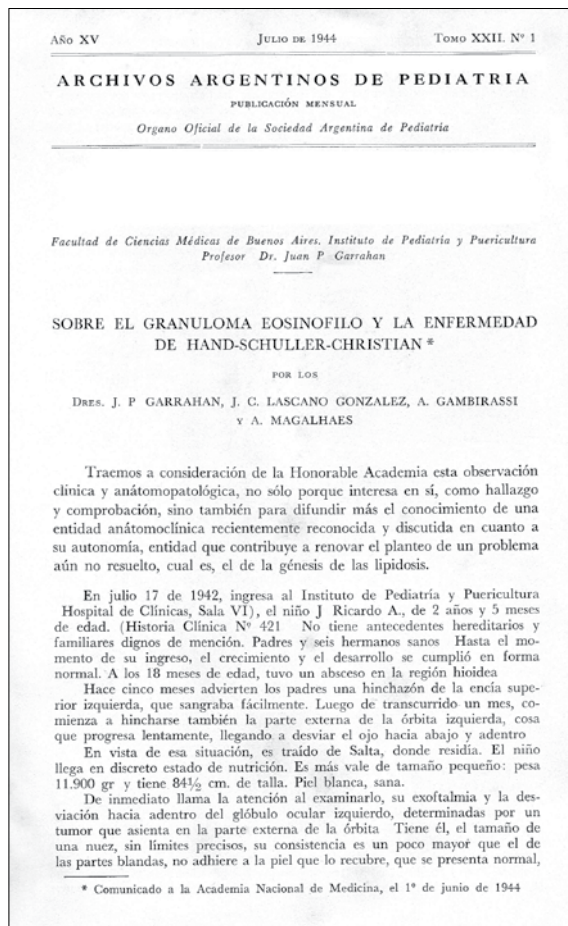 Año XV Julio de 1944 Tomo XXII. Nº 1
ARCHIVOS ARGENTINOS DE PEDIATRIA
PUBLICACIÓN MENSUAL
Organo Oficial de la Sociedad Argentina de Pediatría
Facultad de Ciencias Médicas de Buenos Aires. Instituto de Pediatría y Puericultura
Profesor Dr. Juan P Garrahan
SOBRE EL GRANULOMA EOSINOFILO Y LA ENFERMEDAD
DE HAND-SCHULLER-CHRISTIAN *
POR LOS
Dres. J. P GARRAHAN, J. C. LASCANO GONZALEZ, A. GAMBIRASSI
y A. MAGALHAES
Traemos a consideración de la Honorable Academia esta observación
clínica y anátomopatológica, no sólo porque interesa en sí, como hallazgo
y comprobación, sino también para difundir más el conocimiento de una
entidad anátomoclínica recientemente reconocida y discutida en cuanto a
su autonomía, entidad que contribuye a renovar el planteo de un problema
aún no resuelto, cual es, el de la génesis de las lipidosis.
En julio 17 de 1942, ingresa al Instituto de Pediatría y Puericultura
Hospital de Clínicas, Sala VI), el niño J Ricardo A., de 2 años y 5 meses
de edad. (Historia Clínica Nº 421 No tiene antecedentes hereditarios y
familiares dignos de mención. Padres y seis hermanos sanos Hasta el mo-
mento de su ingreso, el crecimiento y el desarrollo se cumplió en forma
normal. A los 18 meses de edad, tuvo un absceso en la región hioidea
Hace cinco meses advierten los padres una hinchazón de la encía supe-
rior izquierda, que sangraba fácilmente. Luego de transcurrido un mes, co-
mienza a hincharse también la parte externa de la órbita izquierda, cosa
que progresa lentamente, llegando a desviar el ojo hacia abajo y adentro
En vista de esa situación, es traído de Salta, donde residía. El niño
llega en discreto estado de nutrición. Es más vale de tamaño pequeño: pesa
11.900 gr y tiene 84½ cm. de talla. Piel blanca, sana.
De inmediato llama la atención al examinarlo, su exoftalmia y la des-
viación hacia adentro del glóbulo ocular izquierdo, determinadas por un
tumor que asienta en la parte externa de la órbita Tiene él, el tamaño de
una nuez, sin límites precisos, su consistencia es un poco mayor que el de
las partes blandas, no adhiere a la piel que lo recubre, que se presenta normal,
* Comunicado a la Academia Nacional de Medicina, el 1º de junio de 1944